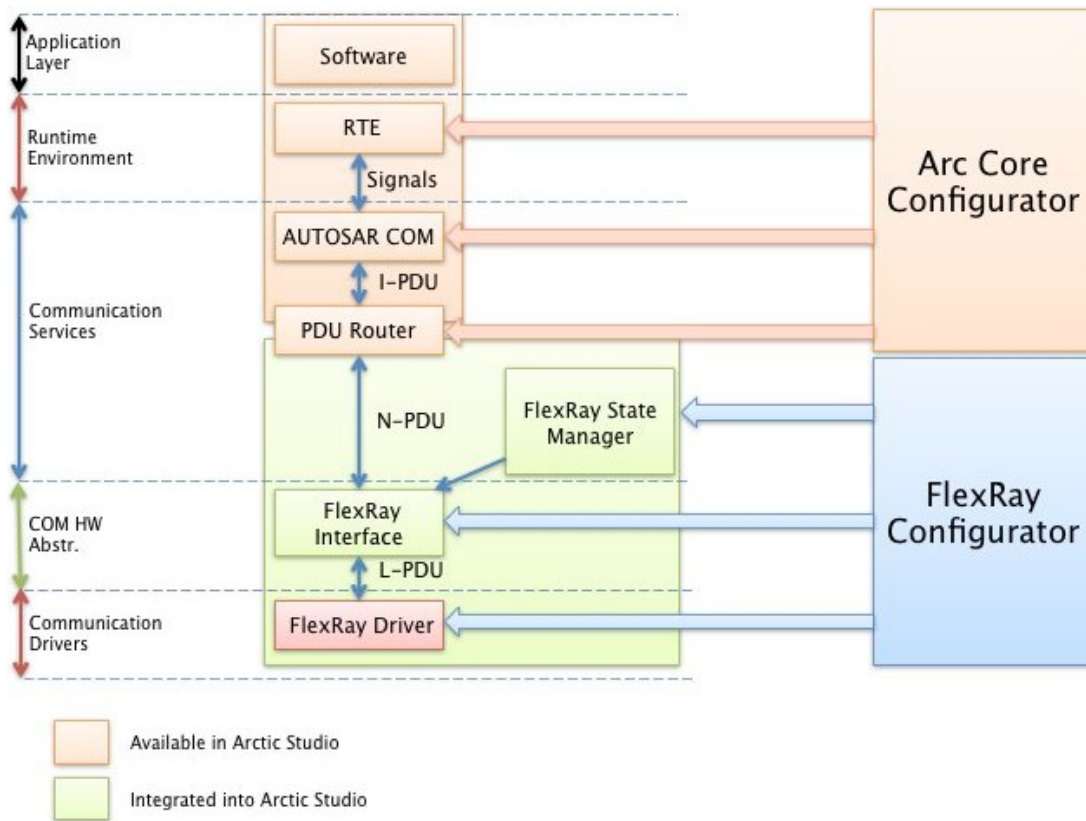 Application
Layer
Software
Runtime
Environment
RTE
Signals
Arc Core
Configurator
Communication
Services
AUTOSAR COM
I-PDU
PDU Router
N-PDU
FlexRay State
Manager
COM HW
Abstr.
FlexRay
Interface
L-PDU
FlexRay
Configurator
Communication
Drivers
FlexRay Driver
Available in Arctic Studio
Integrated into Arctic Studio